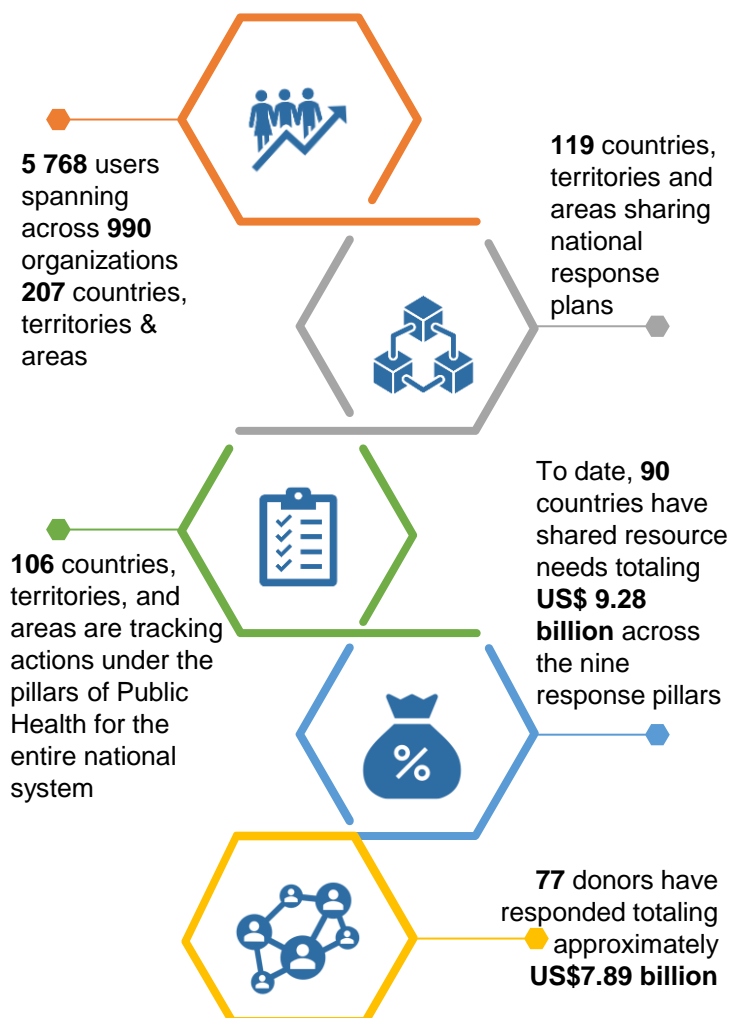 5 768 users
spanning
across 990
organizations
207 countries,
territories &
areas
119 countries,
territories and
areas sharing
national
response
plans
106 countries,
territories, and
areas are tracking
actions under the
pillars of Public
Health for the
entire national
system
To date, 90
countries have
shared resource
needs totaling
US$ 9.28
billion across
the nine
response pillars
%
77 donors have
responded totaling
approximately
US$7.89 billion